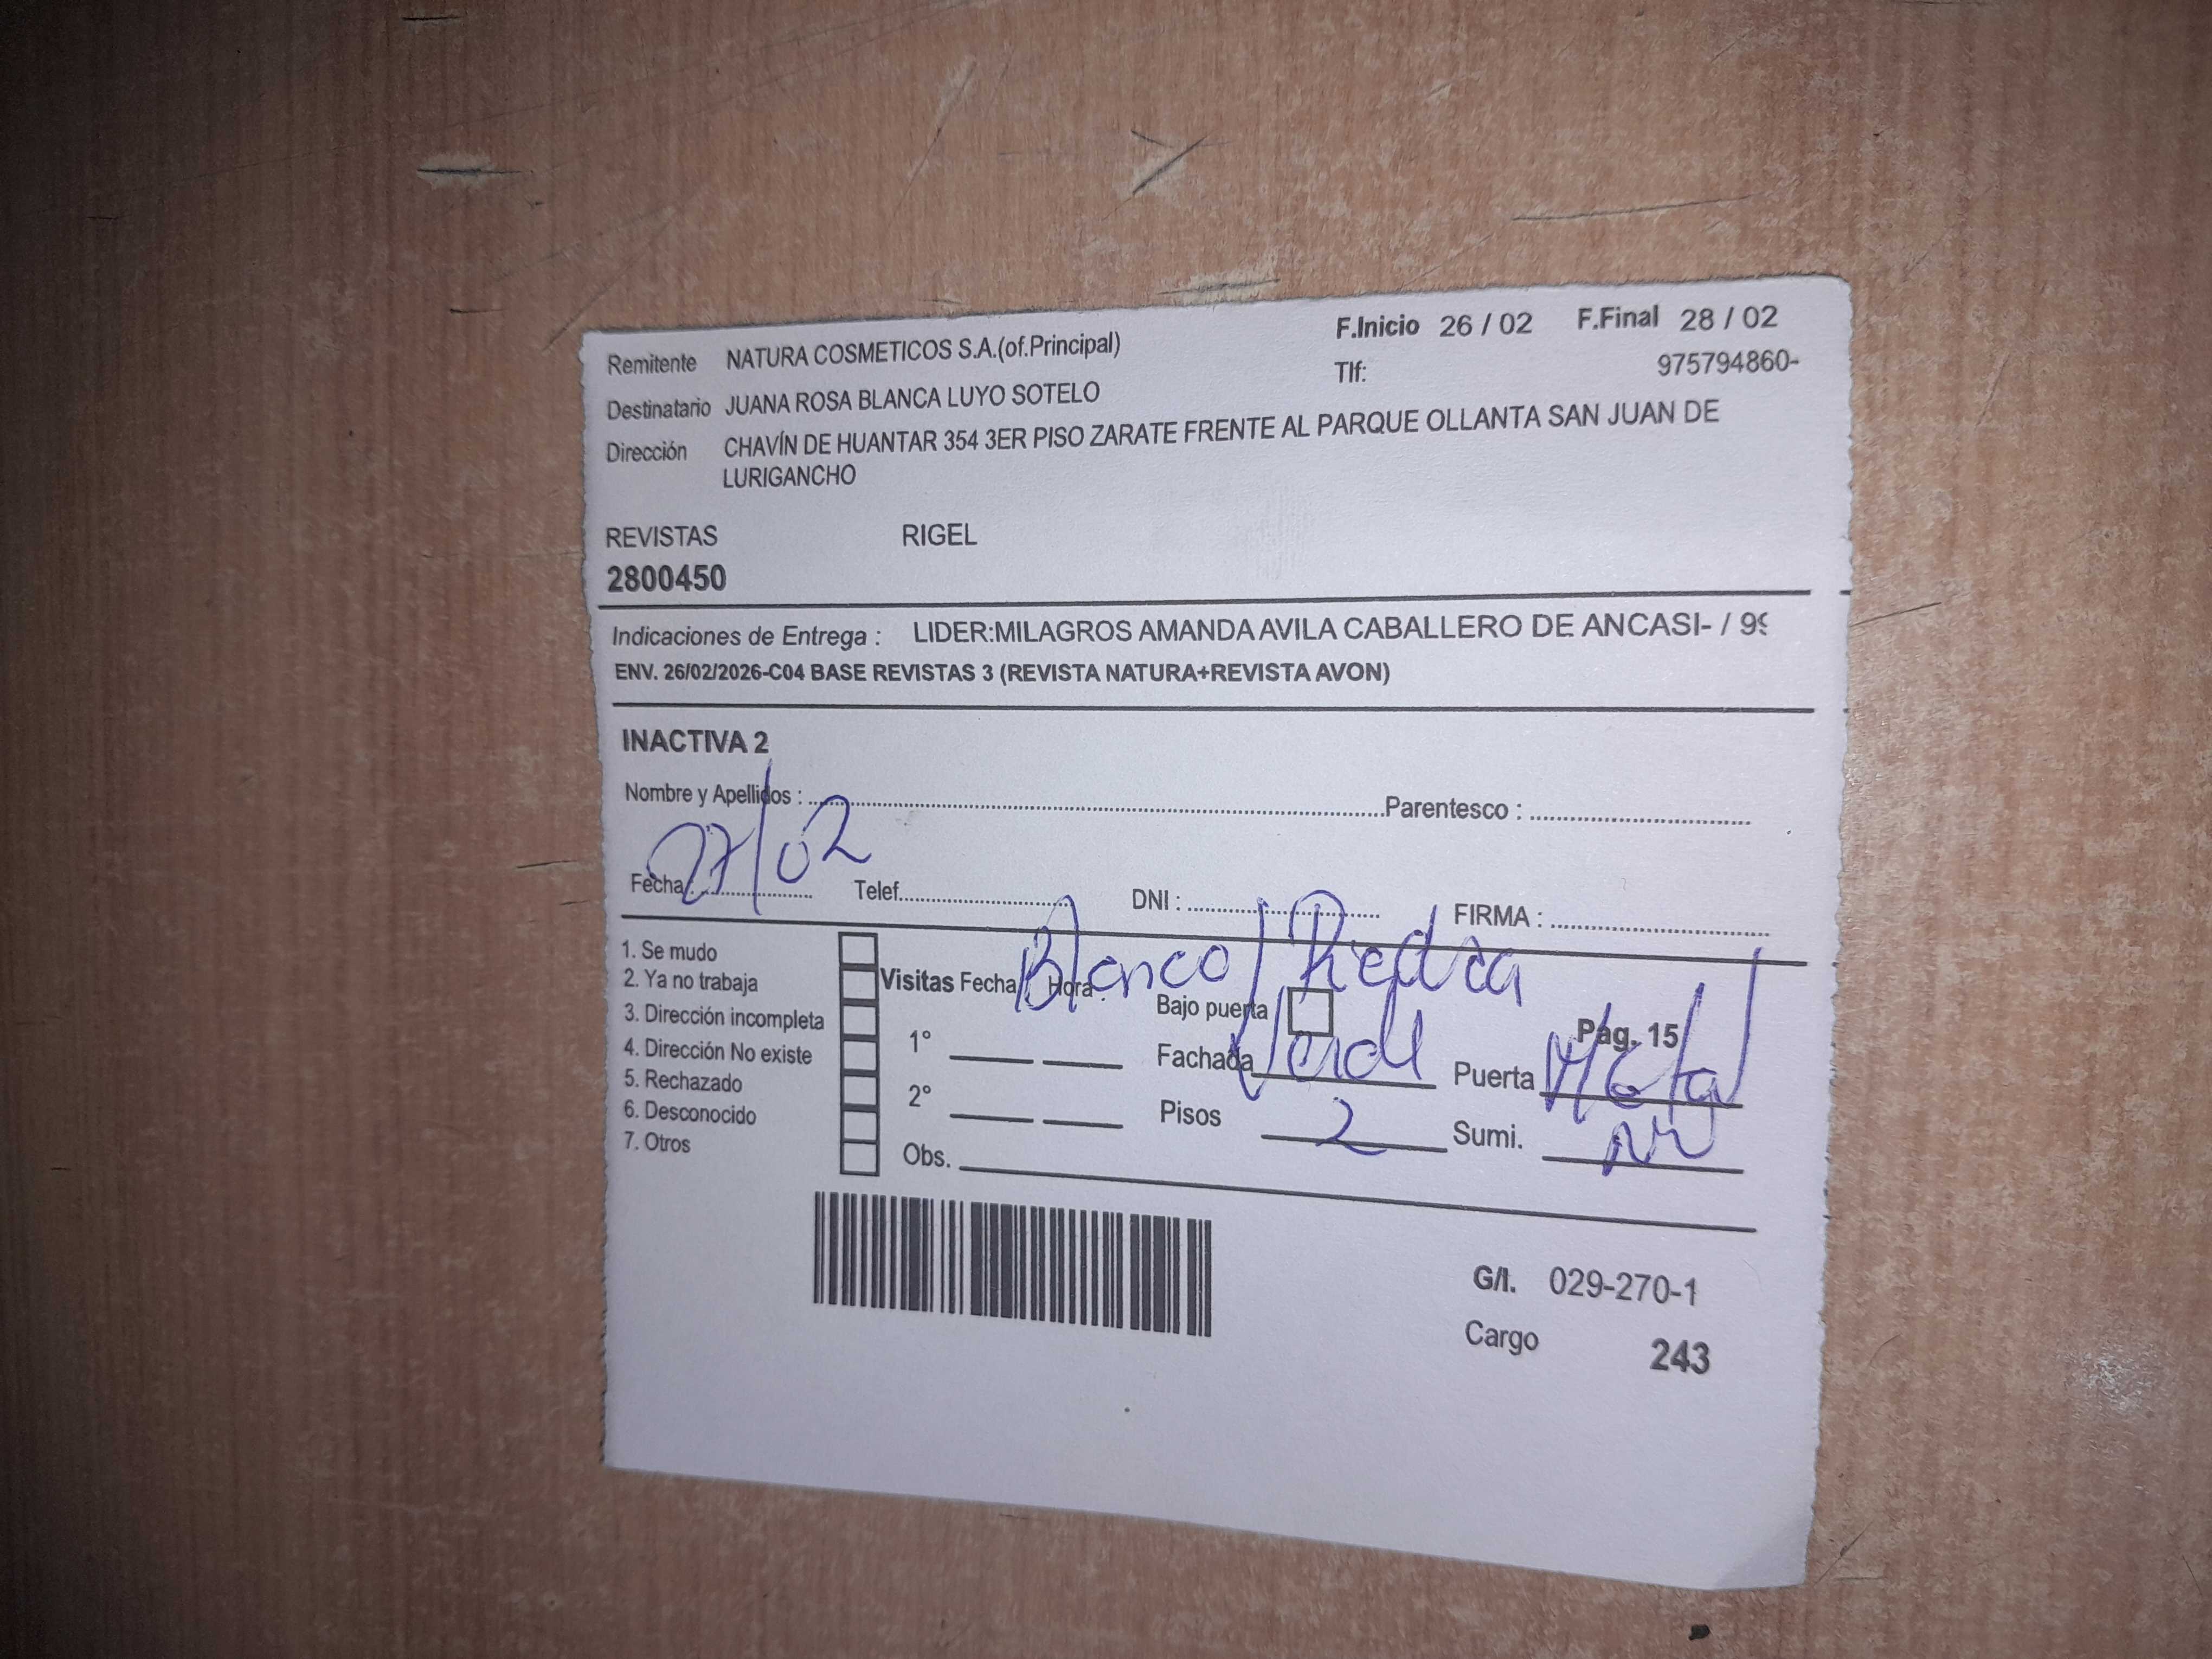 Remitente NATURA COSMETICOS S.A.(of.Principal) F.Inicio 26 / 02 F.Final 28 / 02
Destinatario JUANA ROSA BLANCA LUYO SOTELO Tlf: 975794860-
Dirección CHAVÍN DE HUANTAR 354 3ER PISO ZARATE FRENTE AL PARQUE OLLANTA SAN JUAN DE
LURIGANCHO
REVISTAS RIGEL
2800450
Indicaciones de Entrega : LIDER:MILAGROS AMANDA AVILA CABALLERO DE ANCASI- / 99
ENV. 26/02/2026-C04 BASE REVISTAS 3 (REVISTA NATURA+REVISTA AVON)
INACTIVA 2
Nombre y Apellidos : Parentesco :
Fecha : 27/02 Telef. DNI : FIRMA :
Blanco/Piedra
1. Se mudo
2. Ya no trabaja
3. Dirección incompleta
4. Dirección No existe
5. Rechazado
6. Desconocido
7. Otros
Visitas Fecha Hora : Bajo puerta Pag. 15
1° Fachada Verde Puerta Metal
2° Pisos 2 Sumi.
Obs.
G/I. 029-270-1
Cargo 243